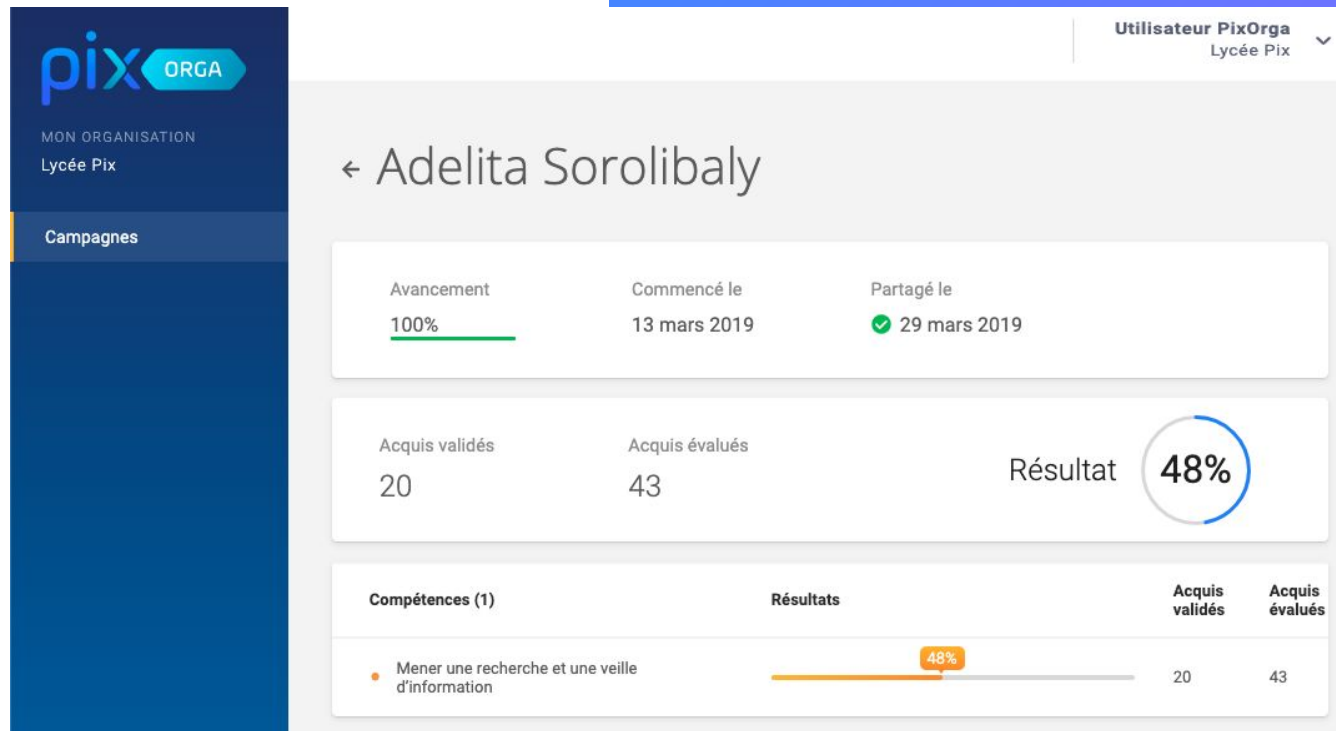 pix ORGA
Utilisateur PixOrga
Lycée Pix
MON ORGANISATION
Lycée Pix
Campagnes
← Adelita Sorolibaly
Avancement
Commencé le
Partagé le
100%
13 mars 2019
29 mars 2019
Acquis validés
Acquis évalués
20
43
Résultat
48%
Compétences (1)
Résultats
Acquis
validés
Acquis
évalués
Mener une recherche et une veille
d'information
48%
20
43